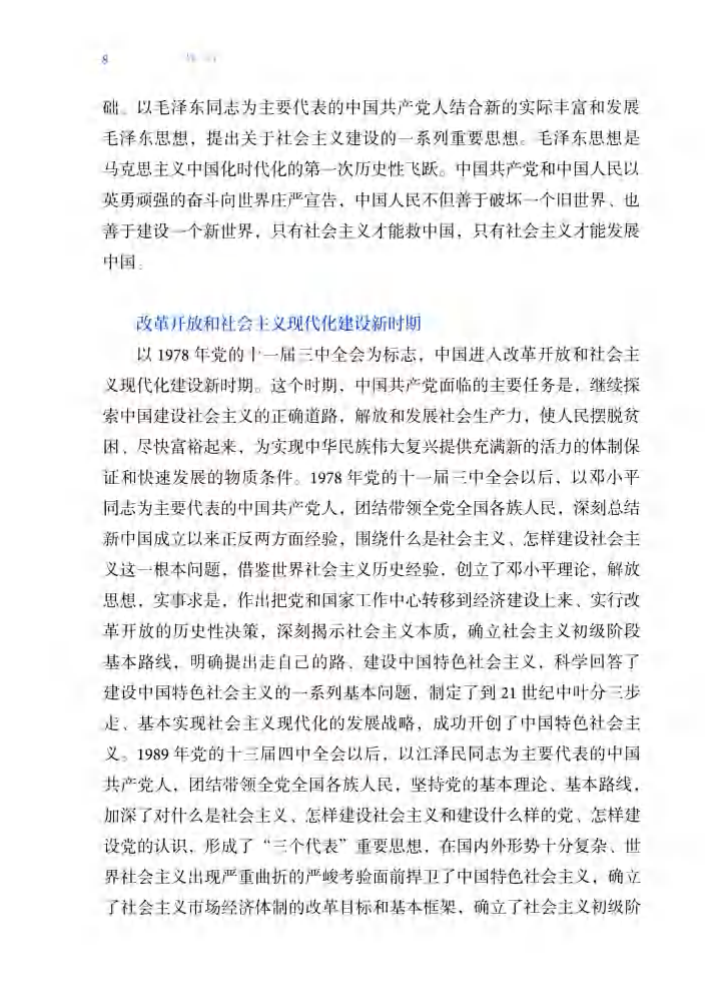 8
础。以毛泽东同志为主要代表的中国共产党人结合新的实际丰富和发展
毛泽东思想，提出关于社会主义建设的一系列重要思想。毛泽东思想是
马克思主义中国化时代化的第一次历史性飞跃。中国共产党和中国人民以
英勇顽强的奋斗向世界庄严宣告，中国人民不但善于破坏一个旧世界、也
善于建设一个新世界，只有社会主义才能救中国，只有社会主义才能发展
中国。
改革开放和社会主义现代化建设新时期
以 1978 年党的十一届三中全会为标志，中国进入改革开放和社会主
义现代化建设新时期。这个时期，中国共产党面临的主要任务是，继续探
索中国建设社会主义的正确道路，解放和发展社会生产力，使人民摆脱贫
困、尽快富裕起来，为实现中华民族伟大复兴提供充满新的活力的体制保
证和快速发展的物质条件。1978 年党的十一届三中全会以后，以邓小平
同志为主要代表的中国共产党人，团结带领全党全国各族人民，深刻总结
新中国成立以来正反两方面经验，围绕什么是社会主义、怎样建设社会主
义这一根本问题，借鉴世界社会主义历史经验，创立了邓小平理论，解放
思想，实事求是，作出把党和国家工作中心转移到经济建设上来、实行改
革开放的历史性决策，深刻揭示社会主义本质，确立社会主义初级阶段
基本路线，明确提出走自己的路、建设中国特色社会主义，科学回答了
建设中国特色社会主义的一系列基本问题，制定了到 21 世纪中叶分三步
走、基本实现社会主义现代化的发展战略，成功开创了中国特色社会主
义。1989 年党的十三届四中全会以后，以江泽民同志为主要代表的中国
共产党人，团结带领全党全国各族人民，坚持党的基本理论、基本路线，
加深了对什么是社会主义、怎样建设社会主义和建设什么样的党、怎样建
设党的认识，形成了“三个代表”重要思想，在国内外形势十分复杂、世
界社会主义出现严重曲折的严峻考验面前捍卫了中国特色社会主义，确立
了社会主义市场经济体制的改革目标和基本框架，确立了社会主义初级阶